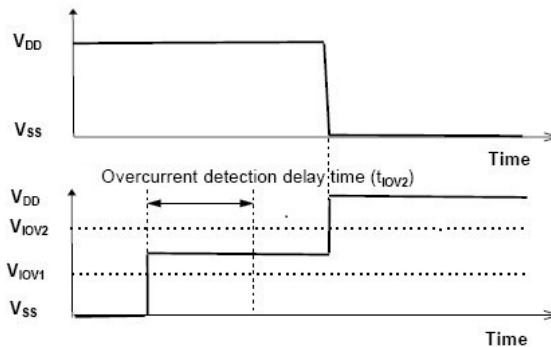 VDD
VSS
Time
Overcurrent detection delay time (tIOV2)
VDD
VIOV2
VIOV1
VSS
Time